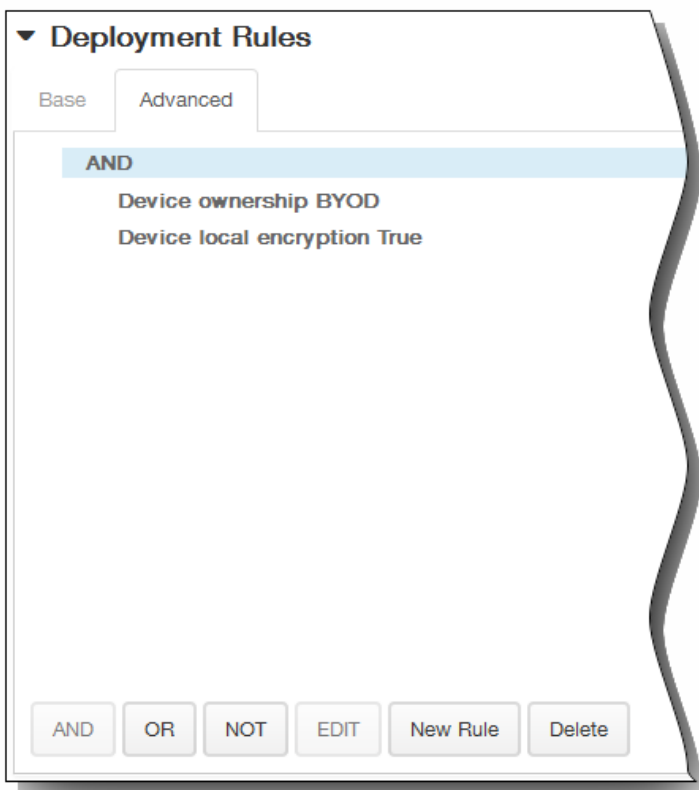 Deployment Rules
Base Advanced
AND
Device ownership BYOD
Device local encryption True
AND OR NOT EDIT New Rule Delete